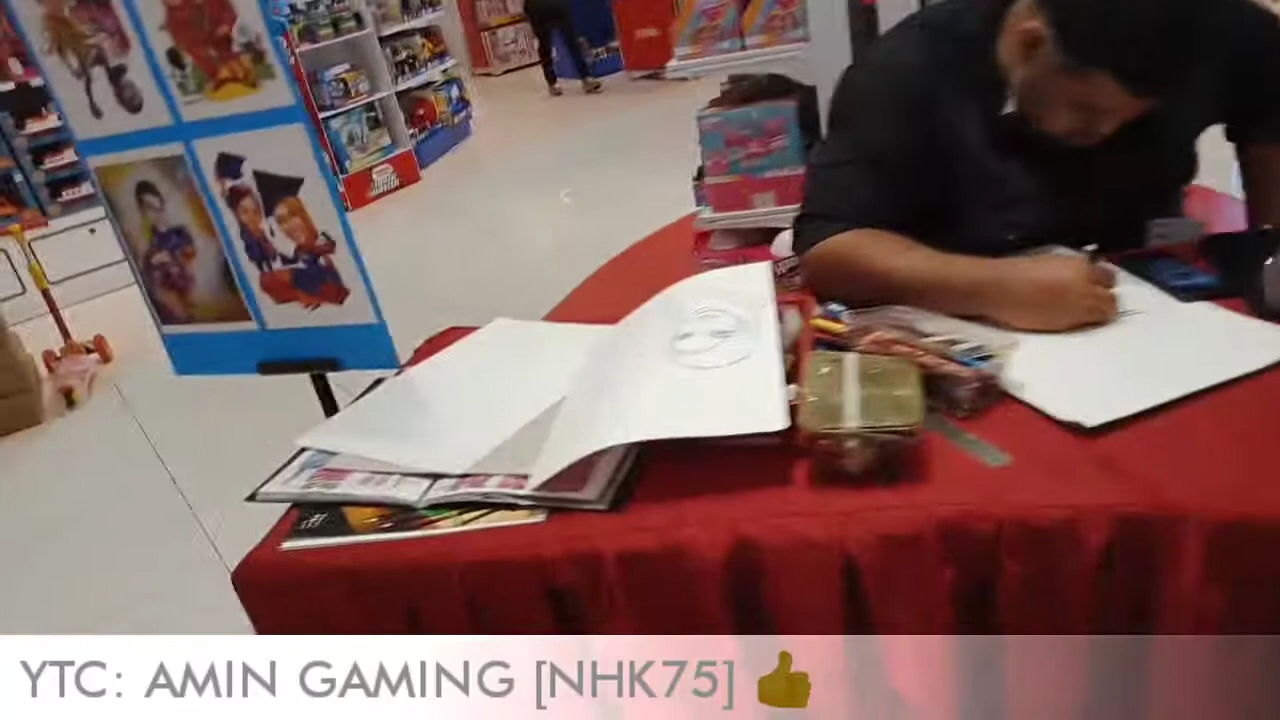 YTC: AMIN GAMING [NHK75] 👍